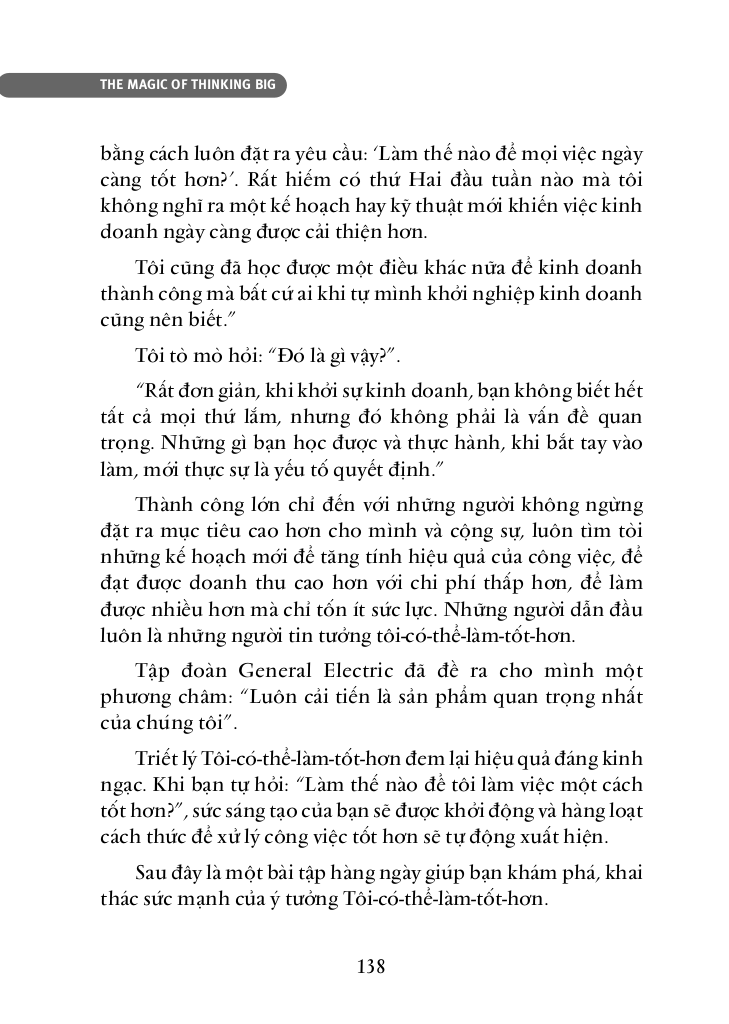 THE MAGIC OF THINKING BIG
bằng cách luôn đặt ra yêu cầu: ‘Làm thế nào để mọi việc ngày
càng tốt hơn?’. Rất hiếm có thứ Hai đầu tuần nào mà tôi
không nghĩ ra một kế hoạch hay kỹ thuật mới khiến việc kinh
doanh ngày càng được cải thiện hơn.
Tôi cũng đã học được một điều khác nữa để kinh doanh
thành công mà bất cứ ai khi tự mình khởi nghiệp kinh doanh
cũng nên biết.”
Tôi tò mò hỏi: “Đó là gì vậy?”.
“Rất đơn giản, khi khởi sự kinh doanh, bạn không biết hết
tất cả mọi thứ lắm, nhưng đó không phải là vấn đề quan
trọng. Những gì bạn học được và thực hành, khi bắt tay vào
làm, mới thực sự là yếu tố quyết định.”
Thành công lớn chỉ đến với những người không ngừng
đặt ra mục tiêu cao hơn cho mình và cộng sự, luôn tìm tòi
những kế hoạch mới để tăng tính hiệu quả của công việc, để
đạt được doanh thu cao hơn với chi phí thấp hơn, để làm
được nhiều hơn mà chỉ tốn ít sức lực. Những người dẫn đầu
luôn là những người tin tưởng tôi-có-thể-làm-tốt-hơn.
Tập đoàn General Electric đã đề ra cho mình một
phương châm: “Luôn cải tiến là sản phẩm quan trọng nhất
của chúng tôi”.
Triết lý Tôi-có-thể-làm-tốt-hơn đem lại hiệu quả đáng kinh
ngạc. Khi bạn tự hỏi: “Làm thế nào để tôi làm việc một cách
tốt hơn?”, sức sáng tạo của bạn sẽ được khởi động và hàng loạt
cách thức để xử lý công việc tốt hơn sẽ tự động xuất hiện.
Sau đây là một bài tập hàng ngày giúp bạn khám phá, khai
thác sức mạnh của ý tưởng Tôi-có-thể-làm-tốt-hơn.
138